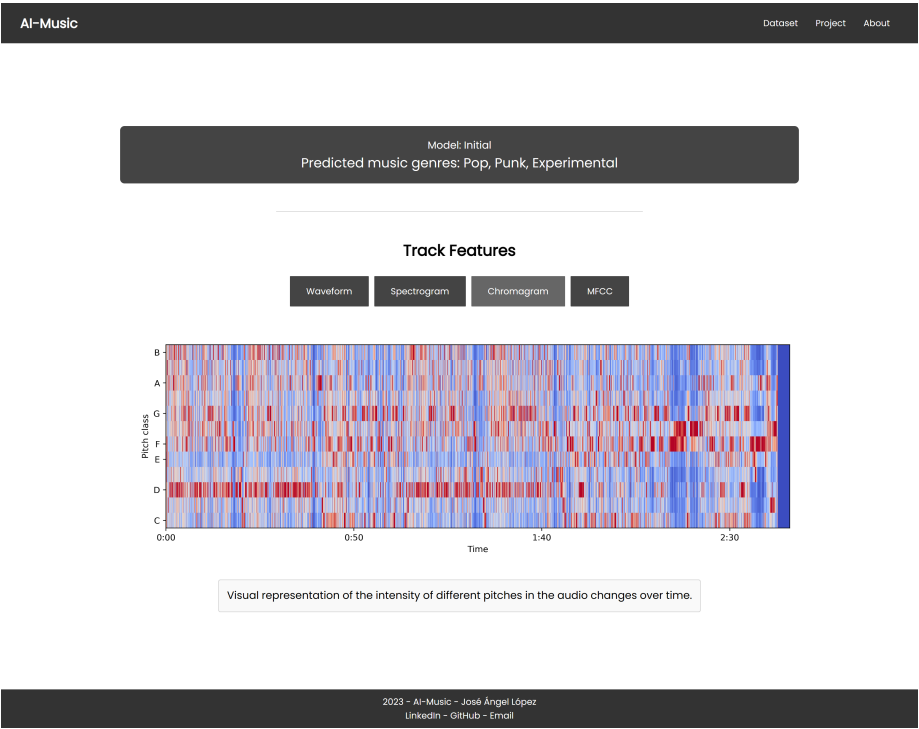 AI-Music
Dataset Project About
Model: Initial
Predicted music genres: Pop, Punk, Experimental
Track Features
Waveform Spectrogram Chromagram MFCC
B
A
G
F
E
D
C
Pitch class
0:00 0:50 1:40 2:30
Time
Visual representation of the intensity of different pitches in the audio changes over time.
2023 - AI-Music - José Ángel López
LinkedIn - GitHub - Email